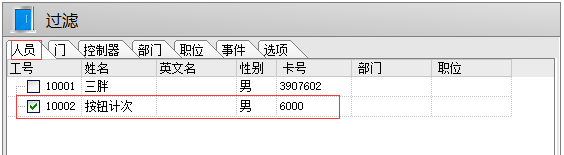 过滤
人员 门 控制器 部门 职位 事件 选项
工号 姓名 英文名 性别 卡号 部门 职位
10001 三胖 男 3907602
10002 按钮计次 男 6000